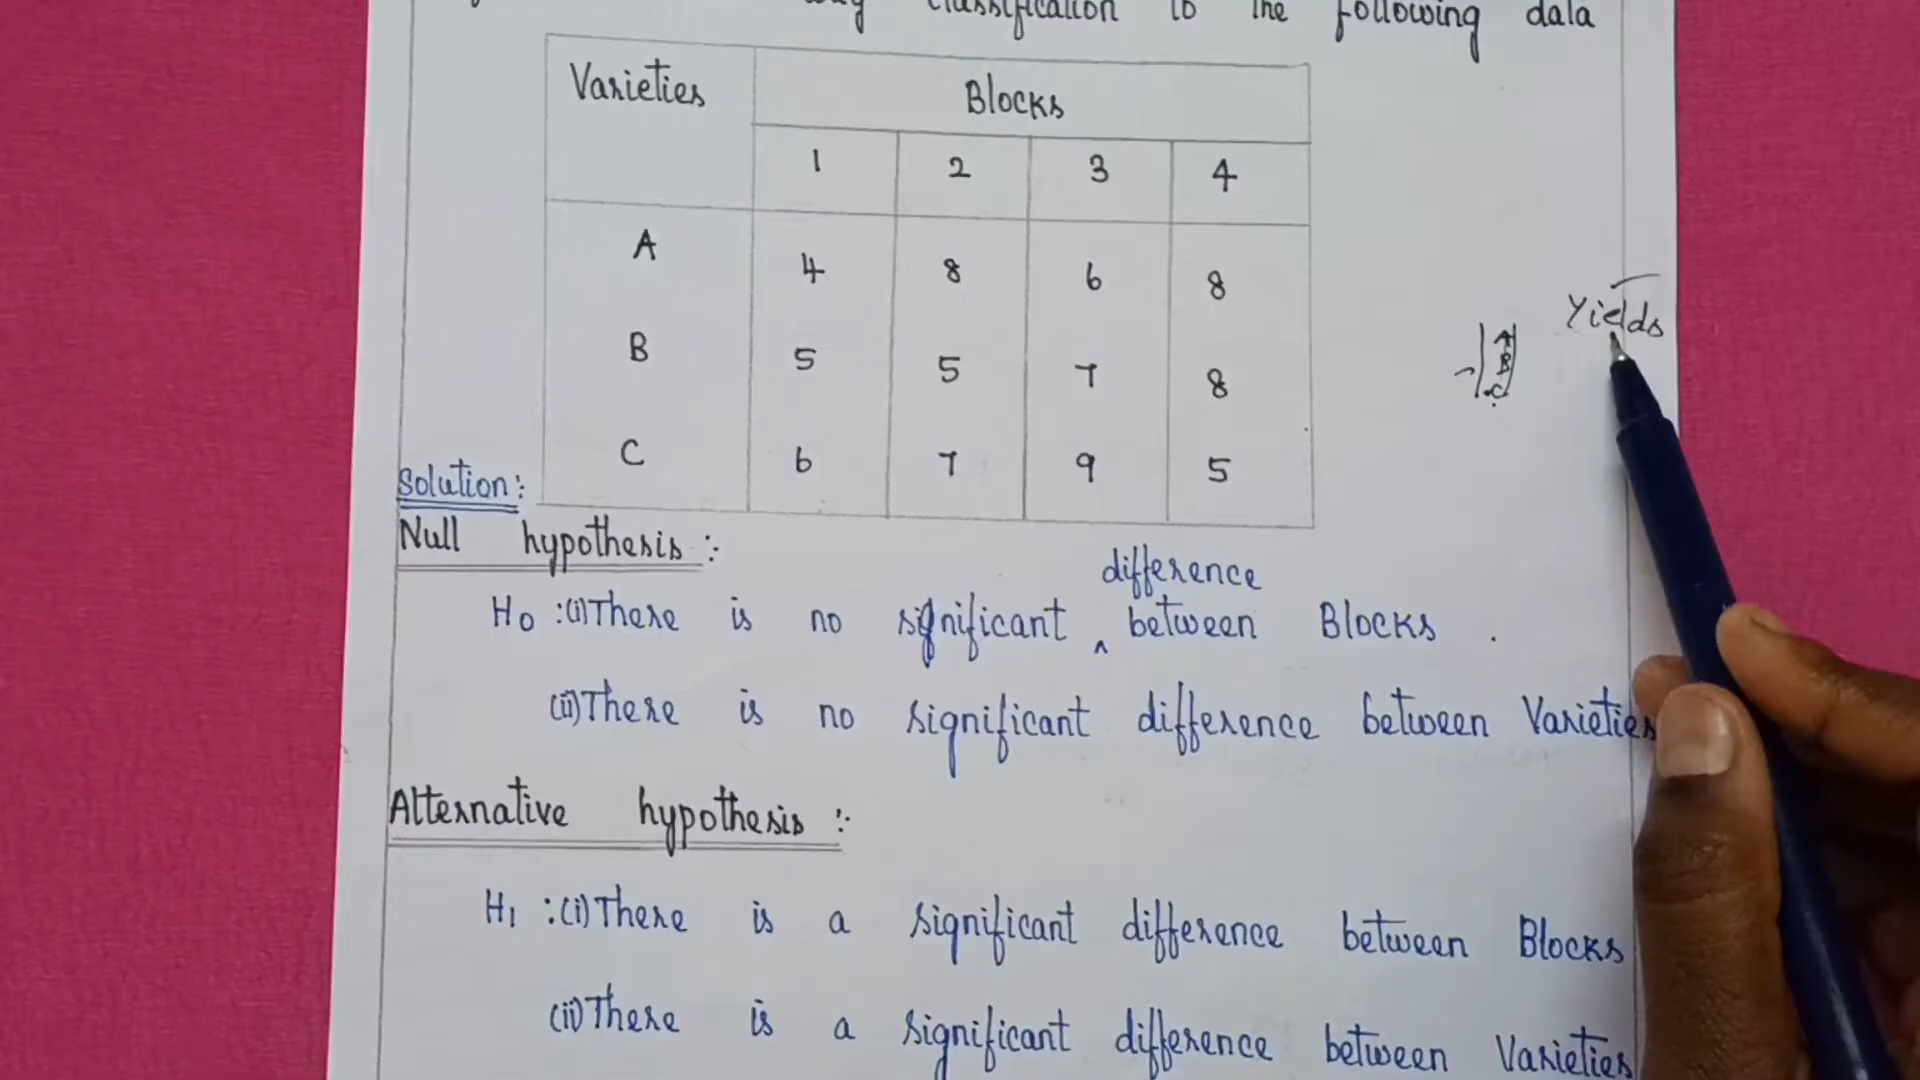 classification to the following data
Varieties Blocks
1 2 3 4
A 4 8 6 8
B 5 5 7 8
C 6 7 9 5
Yields
A
B
C
Solution:
Null hypothesis:
difference
H0 :(i)There is no significant ^ between Blocks .
(ii)There is no significant difference between Varieties
Alternative hypothesis:
H1 :(i)There is a significant difference between Blocks
(ii)There is a significant difference between Varieties